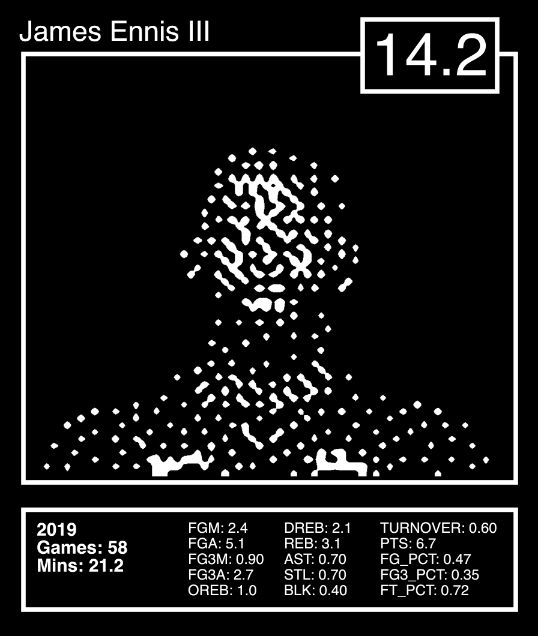 James Ennis III
14.2
2019
Games: 58
Mins: 21.2
FGM: 2.4
FGA: 5.1
FG3M: 0.90
FG3A: 2.7
OREB: 1.0
DREB: 2.1
REB: 3.1
AST: 0.70
STL: 0.70
BLK: 0.40
TURNOVER: 0.60
PTS: 6.7
FG_PCT: 0.47
FG3_PCT: 0.35
FT_PCT: 0.72